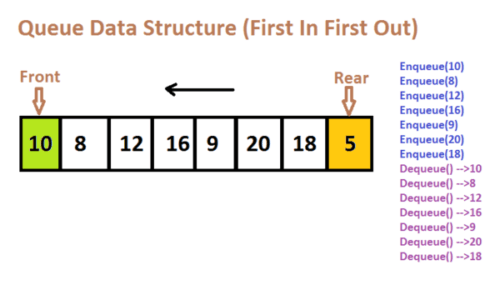 Queue Data Structure (First In First Out)
Front
Rear
10 8 12 16 9 20 18 5
Enqueue(10)
Enqueue(8)
Enqueue(12)
Enqueue(16)
Enqueue(9)
Enqueue(20)
Enqueue(18)
Dequeue() -->10
Dequeue() -->8
Dequeue() -->12
Dequeue() -->16
Dequeue() -->9
Dequeue() -->20
Dequeue() -->18